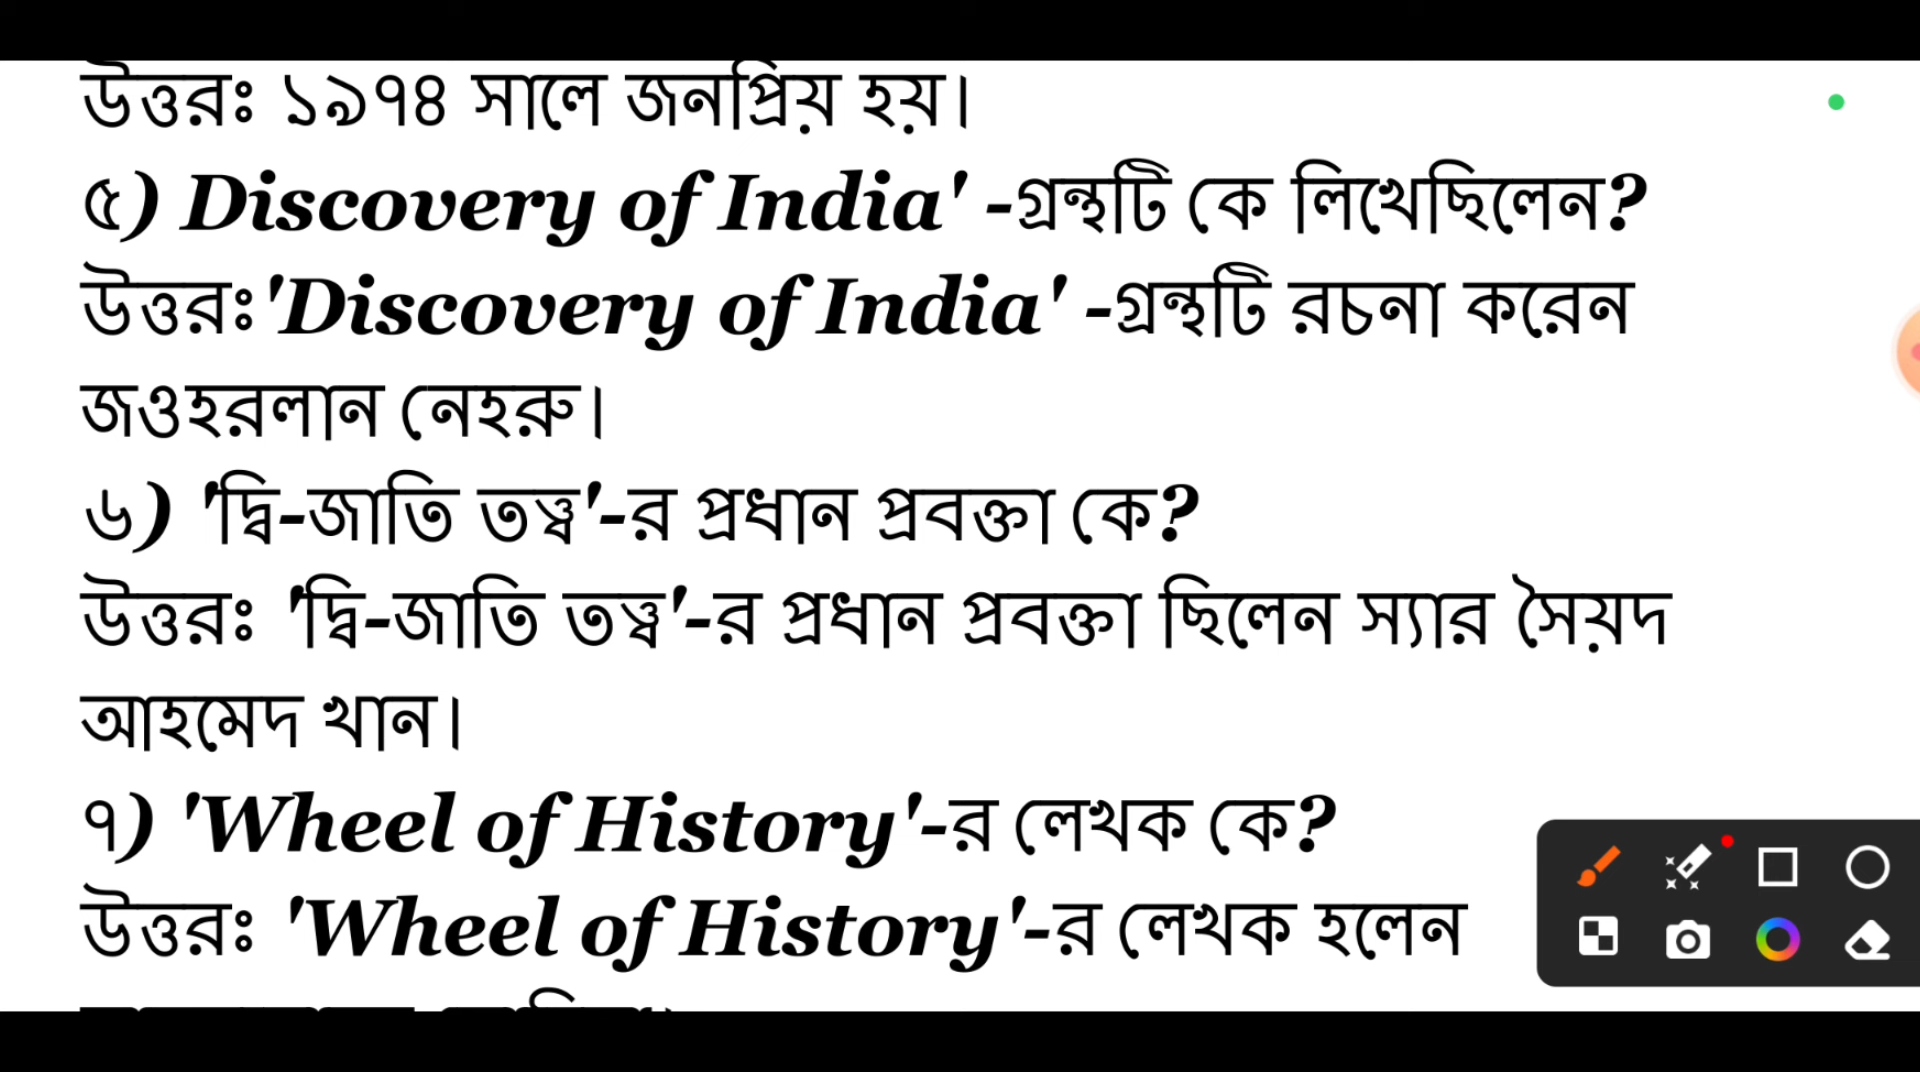 উত্তরঃ ১৯৭৪ সালে জনপ্রিয় হয়।
৫) Discovery of India' -গ্রন্থটি কে লিখেছিলেন?
উত্তরঃ'Discovery of India' -গ্রন্থটি রচনা করেন
জওহরলান নেহরু।
৬) 'দ্বি-জাতি তত্ত্ব'-র প্রধান প্রবক্তা কে?
উত্তরঃ 'দ্বি-জাতি তত্ত্ব'-র প্রধান প্রবক্তা ছিলেন স্যার সৈয়দ
আহমেদ খান।
৭) 'Wheel of History'-র লেখক কে?
উত্তরঃ 'Wheel of History'-র লেখক হলেন